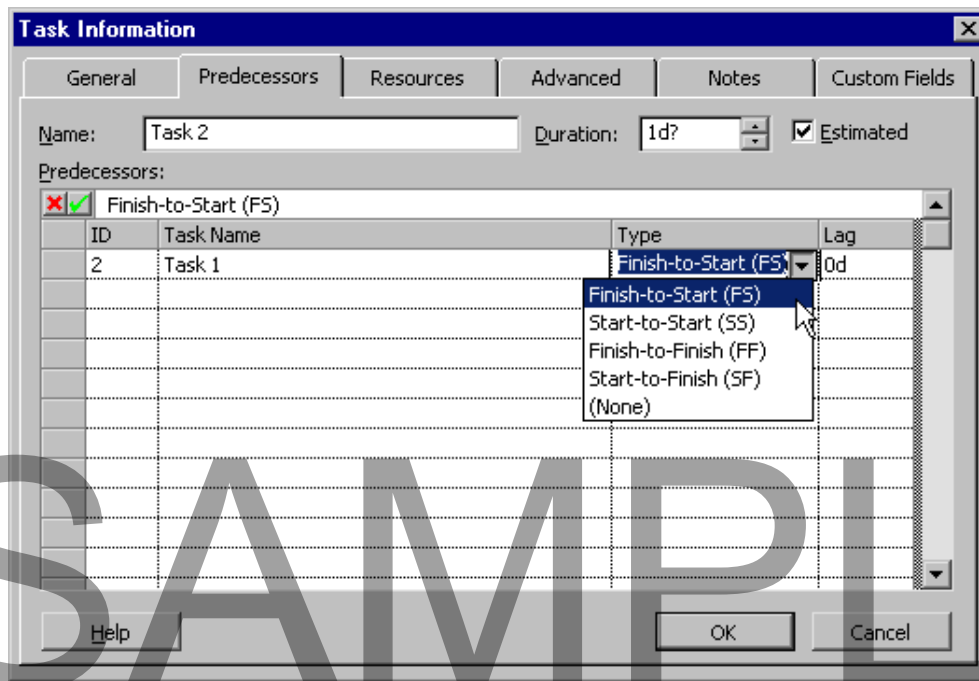 Task Information
General Predecessors Resources Advanced Notes Custom Fields
Name: Task 2 Duration: 1d? Estimated
Predecessors:
Finish-to-Start (FS)
ID Task Name Type Lag
2 Task 1 Finish-to-Start (FS) 0d
Finish-to-Start (FS)
Start-to-Start (SS)
Finish-to-Finish (FF)
Start-to-Finish (SF)
(None)
SAMPL
Help OK Cancel